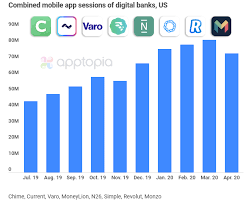 Combined mobile app sessions of digital banks, US
90M
80M
70M
60M
50M
40M
30M
20M
10M
0M
apptopia
Jul. 19 Aug. 19 Sep. 19 Oct. 19 Nov. 19 Dec. 19 Jan. 20 Feb. 20 Mar. 20 Apr. 20
Chime, Current, Varo, MoneyLion, N26, Simple, Revolut, Monzo